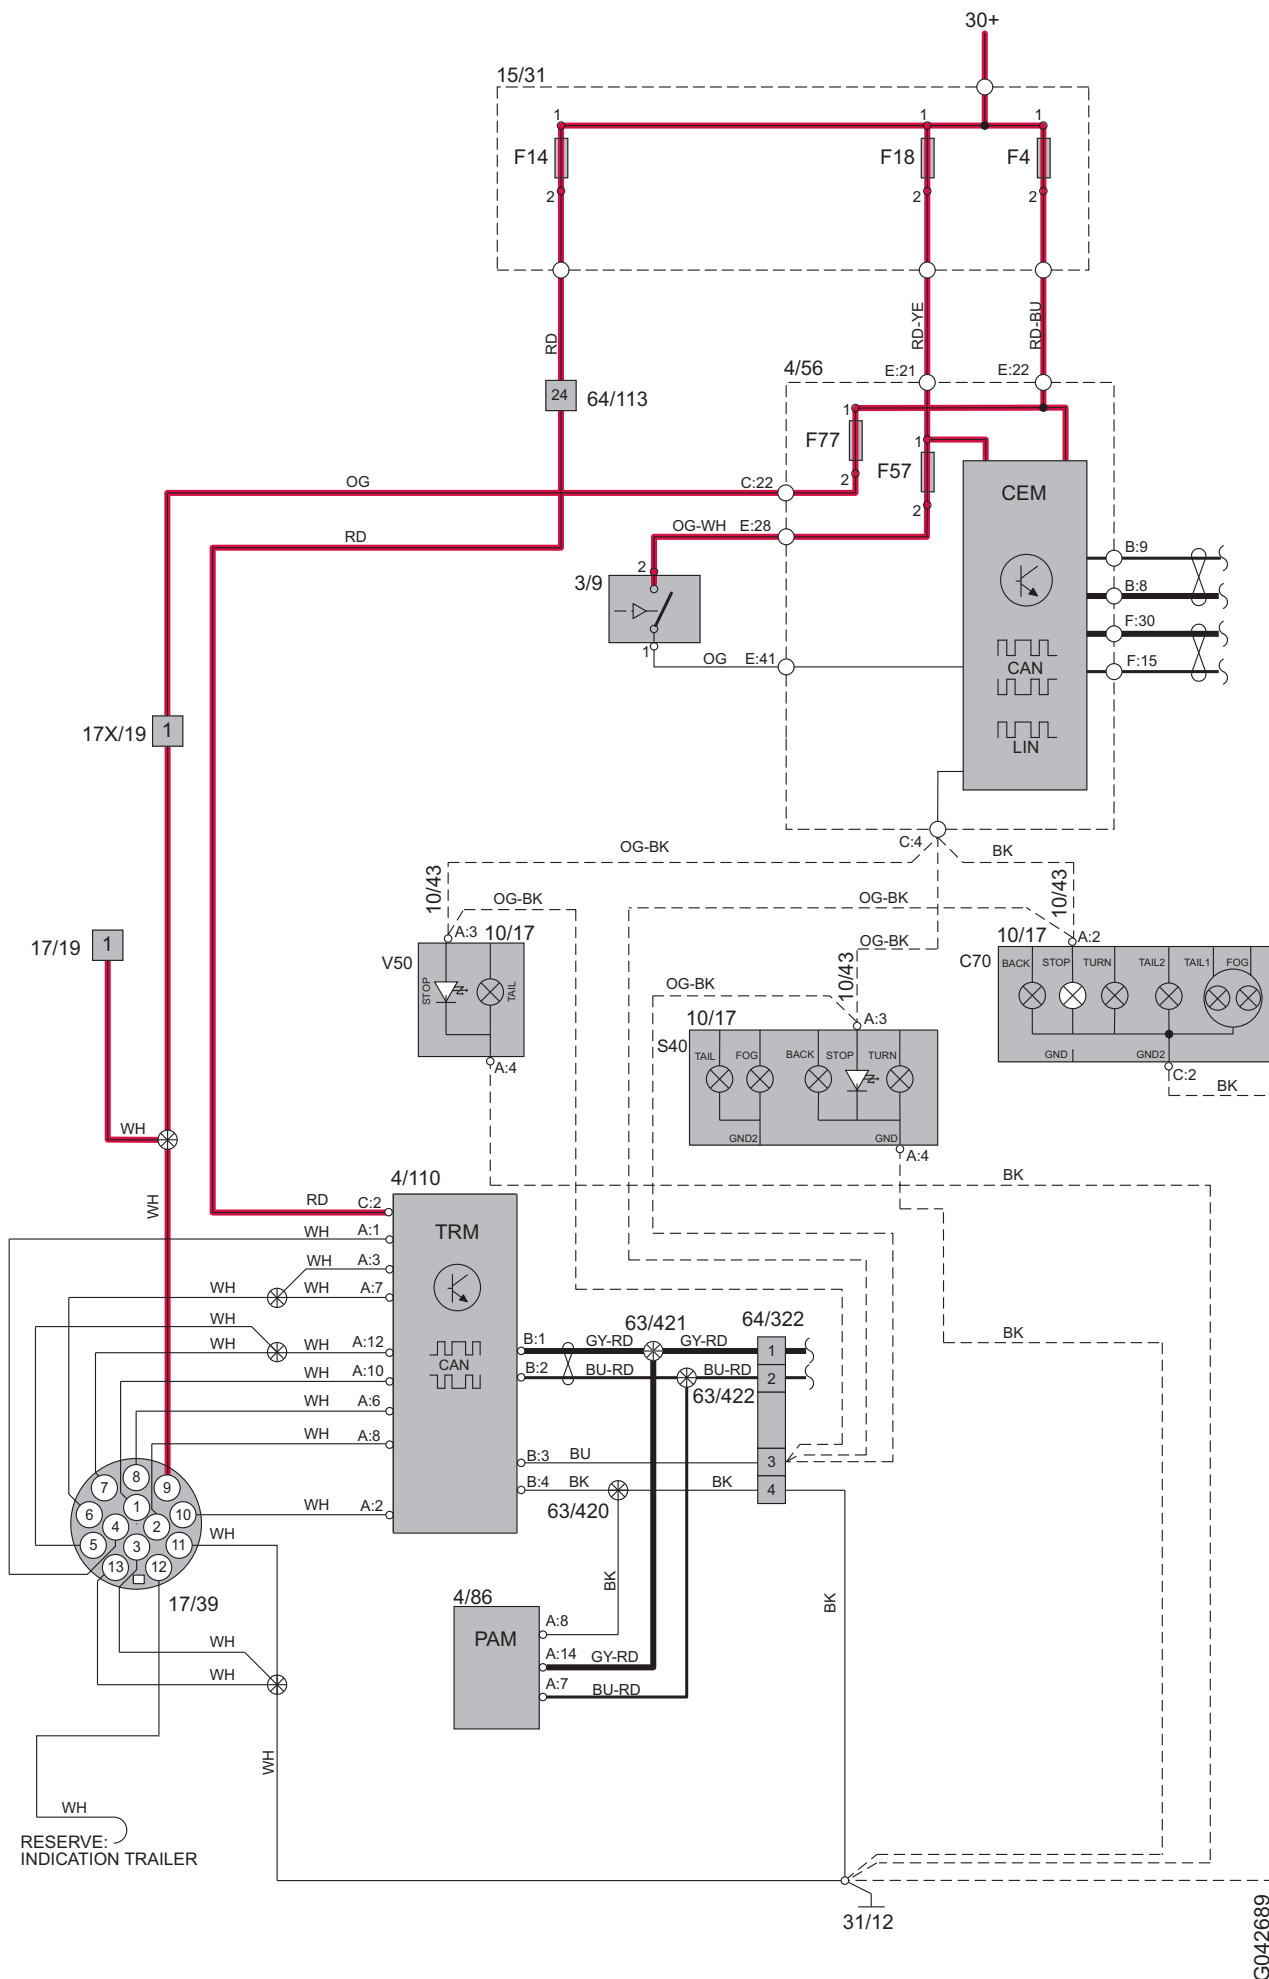 30+
15/31
1 1 1
F14 F18 F4
2 2 2
RD RD-YE RD-BU
4/56 E:21 E:22
24 64/113
1
F77 1
F57
CEM
OG C:22 2
2
OG-WH E:28
RD
2
3/9
B:9
B:8
F:30
F:15
1 OG E:41
CAN
LIN
17X/19 1
C:4
OG-BK BK
10/43 10/43
OG-BK OG-BK
17/19 1
A:3 10/17
V50
STOP TAIL
A:4
OG-BK
10/43
10/17 A:2
C70
BACK STOP TURN TAIL2 TAIL1 FOG
GND GND2
C:2
BK
OG-BK
10/17 A:3
S40
TAIL FOG BACK STOP TURN
GND2 GND
A:4
WH
BK
4/110
WH
RD C:2
WH A:1
TRM
WH A:3
WH WH A:7
WH
WH WH A:12
WH A:10
WH A:6
WH A:8
WH A:2
CAN
63/421 64/322
B:1 GY-RD GY-RD 1
B:2 BU-RD BU-RD 2
63/422
BK
B:3 BU 3
B:4 BK BK 4
63/420
8
7 9
1
6 10
4 2
5 3 11
13 12
WH
17/39
BK
BK
4/86
PAM
A:8
A:14 GY-RD
A:7 BU-RD
WH
WH
WH
WH
RESERVE:
INDICATION TRAILER
31/12
G042689